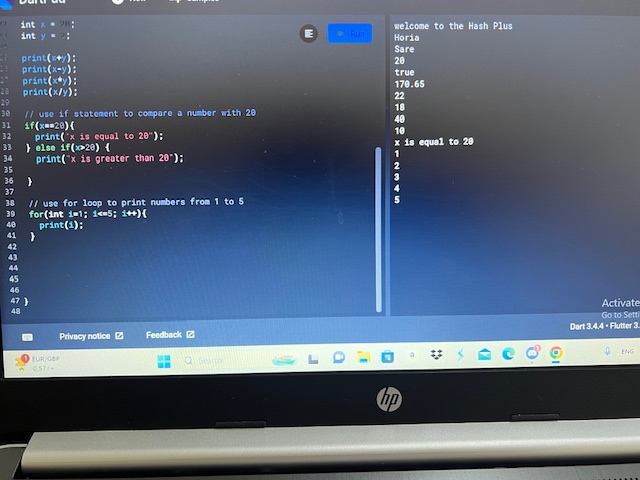 DartPad
int x = 20;
int y = 2;
print(x+y);
print(x-y);
print(x*y);
print(x/y);
29
30 // use if statement to compare a number with 20
31 if(x==20){
32 print("x is equal to 20");
33 } else if(x>20) {
34 print("x is greater than 20");
35
36 }
37
38 // use for loop to print numbers from 1 to 5
39 for(int i=1; i<=5; i++){
40 print(i);
41 }
42
43
44
45
46
47 }
48
Run
welcome to the Hash Plus
Horia
Sare
20
true
170.65
22
18
40
10
x is equal to 20
1
2
3
4
5
Activate
Go to Setti
Privacy notice
Feedback
Dart 3.4.4 • Flutter 3.
1
EUR/GBP
Search
1
ENG
hp